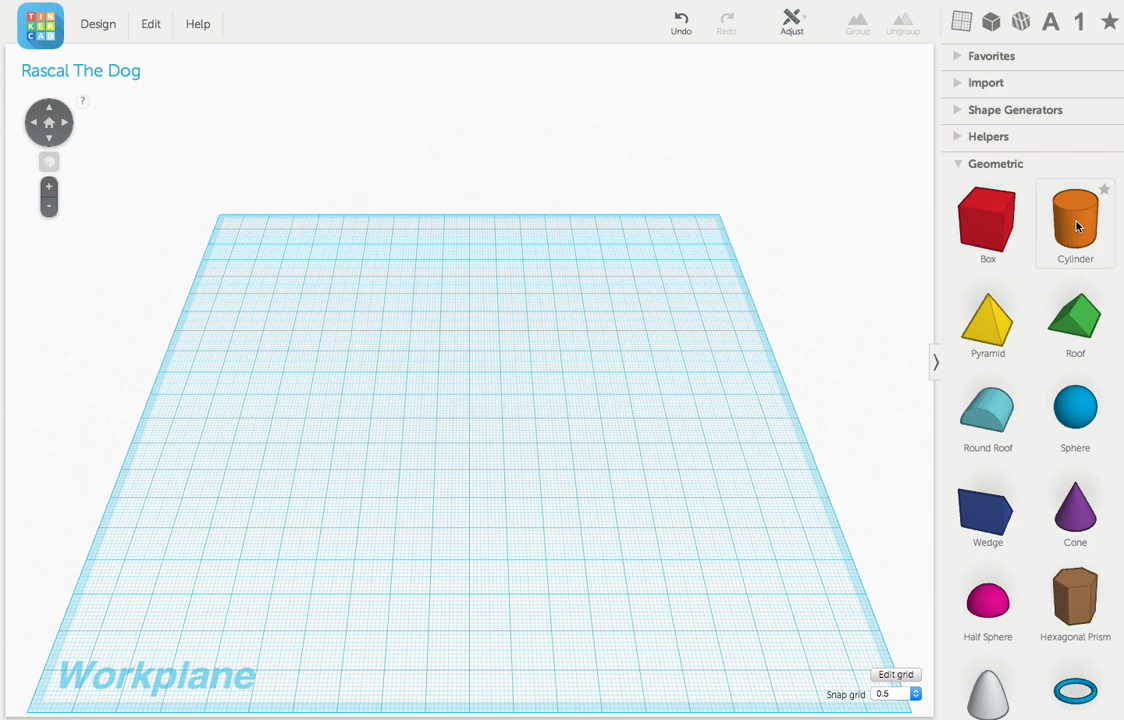 TIN
KER
CAD
Design
Edit
Help
Undo
Redo
Adjust
Group
Ungroup
A
1
Rascal The Dog
?
+
-
Favorites
Import
Shape Generators
Helpers
Geometric
Box
Cylinder
Pyramid
Roof
Round Roof
Sphere
Wedge
Cone
Half Sphere
Hexagonal Prism
Workplane
Edit grid
Snap grid 0.5